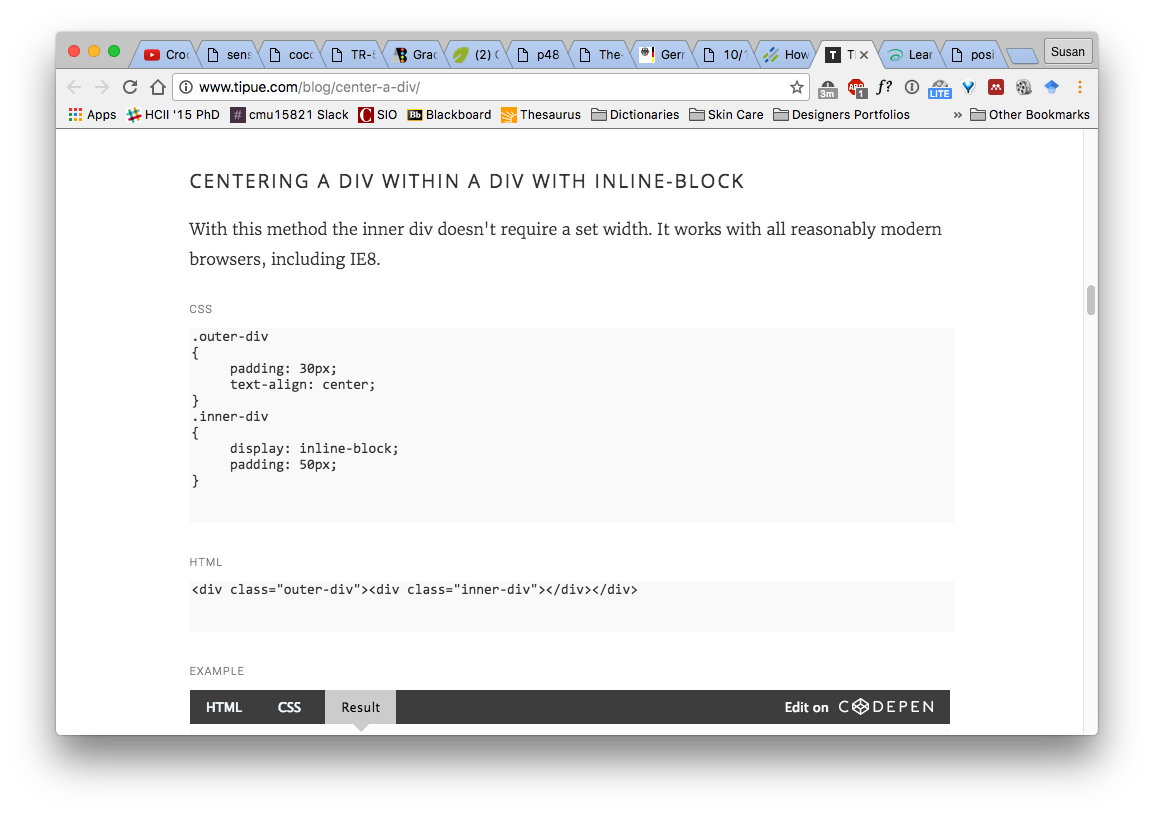 Croc sens coco TR- Grac (2) p48 The- Gerr 10/1 How T Lear posi Susan
www.tipue.com/blog/center-a-div/ 3m ABP 1 f? LITE
Apps HCII '15 PhD # cmu15821 Slack SIO Bb Blackboard Thesaurus Dictionaries Skin Care Designers Portfolios » Other Bookmarks
CENTERING A DIV WITHIN A DIV WITH INLINE-BLOCK
With this method the inner div doesn't require a set width. It works with all reasonably modern
browsers, including IE8.
CSS
.outer-div
{
padding: 30px;
text-align: center;
}
.inner-div
{
display: inline-block;
padding: 50px;
}
HTML
<div class="outer-div"><div class="inner-div"></div></div>
EXAMPLE
HTML CSS Result Edit on CODEPEN